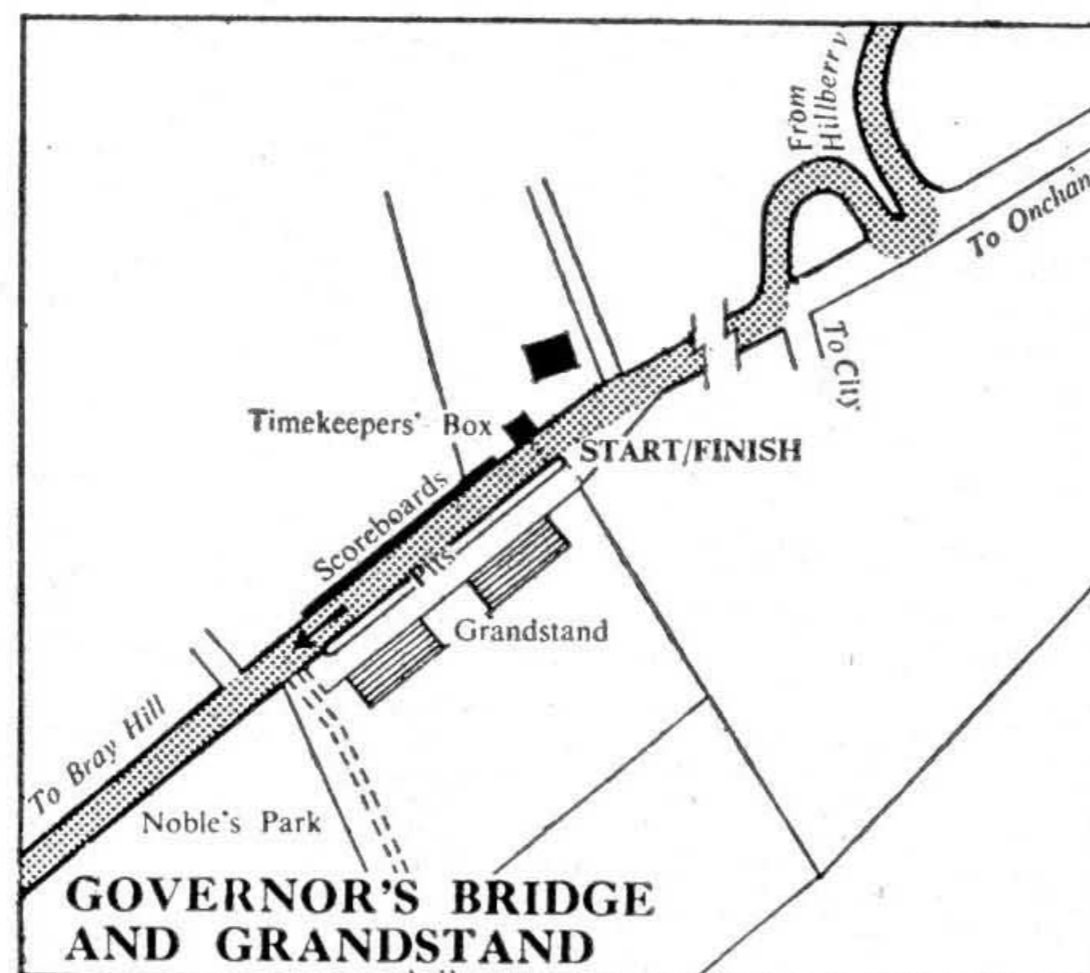 From
Hillberry
To Onchan
To City
Timekeepers' Box
START/FINISH
Scoreboards
Pits
Grandstand
To Bray Hill
Noble's Park
GOVERNOR'S BRIDGE
AND GRANDSTAND